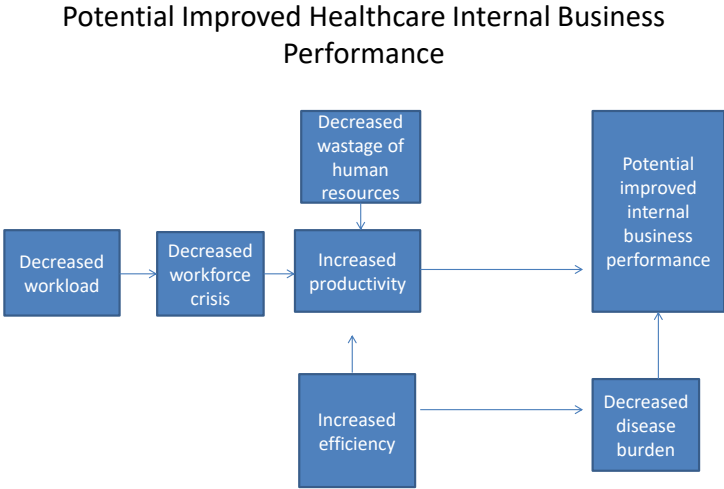 Potential Improved Healthcare Internal Business
Performance
Decreased
wastage of
human
resources
Potential
improved
internal
business
performance
Decreased
workload
Decreased
workforce
crisis
Increased
productivity
Increased
efficiency
Decreased
disease
burden